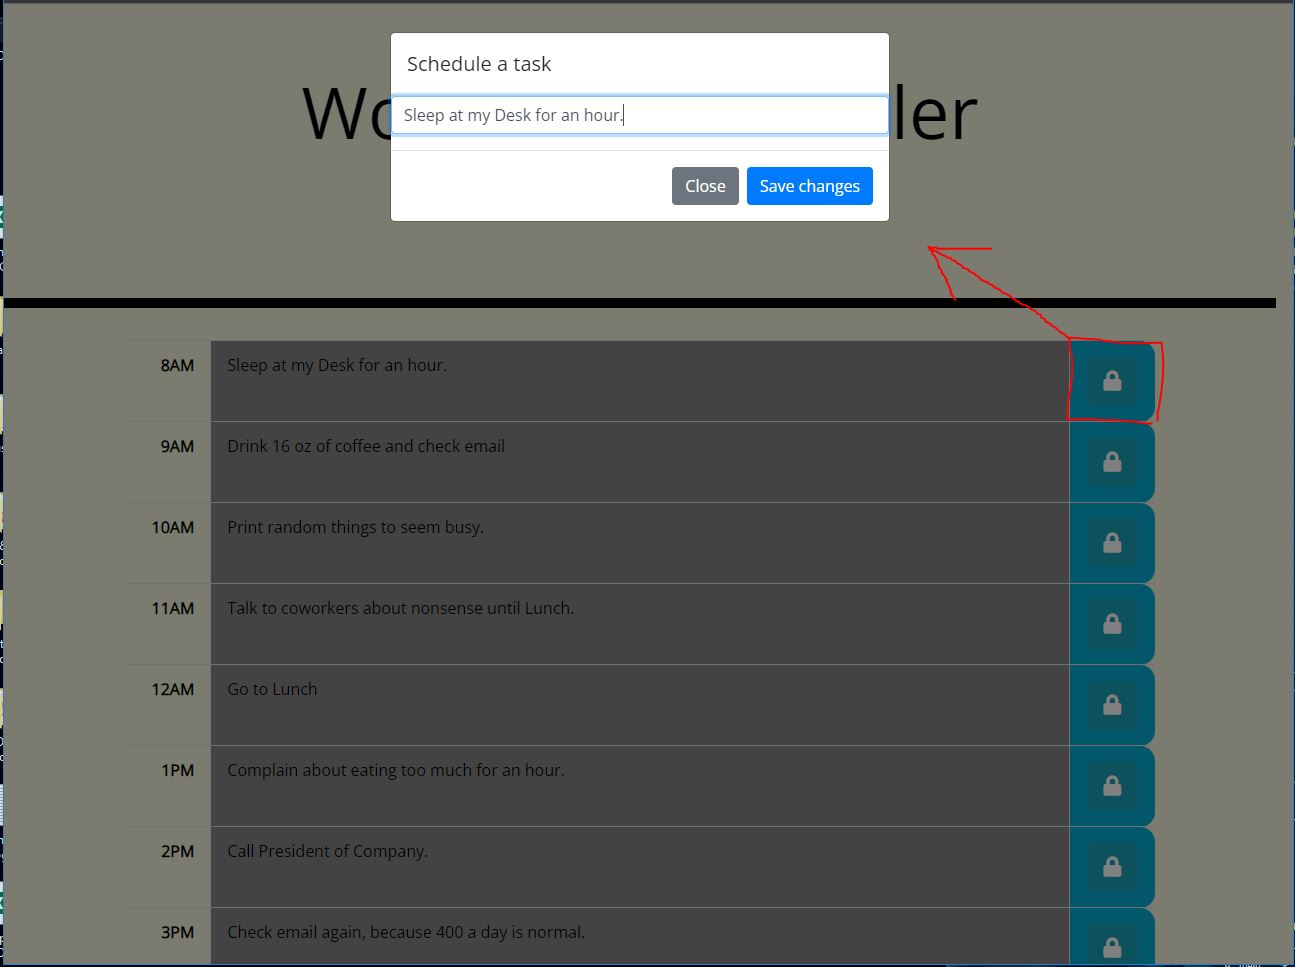 Schedule a task
Sleep at my Desk for an hour.
ler
Close Save changes
8AM Sleep at my Desk for an hour.
9AM Drink 16 oz of coffee and check email
10AM Print random things to seem busy.
11AM Talk to coworkers about nonsense until Lunch.
12AM Go to Lunch
1PM Complain about eating too much for an hour.
2PM Call President of Company.
3PM Check email again, because 400 a day is normal.